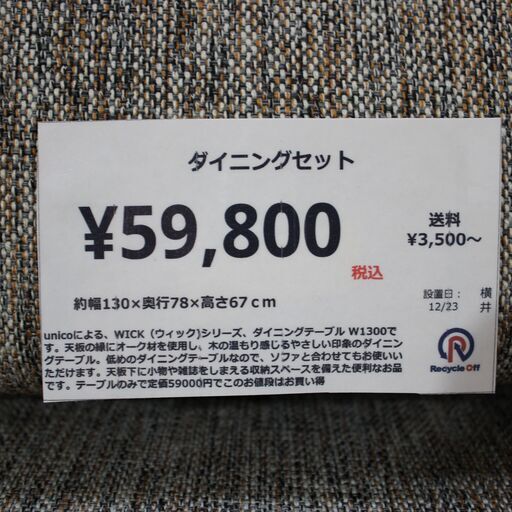 ダイニングセット
¥59,800
税込
送料
¥3,500～
約幅130×奥行78×高さ67cm
設置日： 横井
12/23
unicoによる、WICK（ウィック)シリーズ、ダイニングテーブル W1300で
す。天板の縁にオーク材を使用し、木の温もり感じるやさしい印象のダイニン
グテーブル。低めのダイニングテーブルなので、ソファと合わせてもお使いい
ただけます。天板下に小物や雑誌をしまえる収納スペースを備えた便利なお品
です。テーブルのみで定価59000円でこのお値段はお買い得
Recycle Off